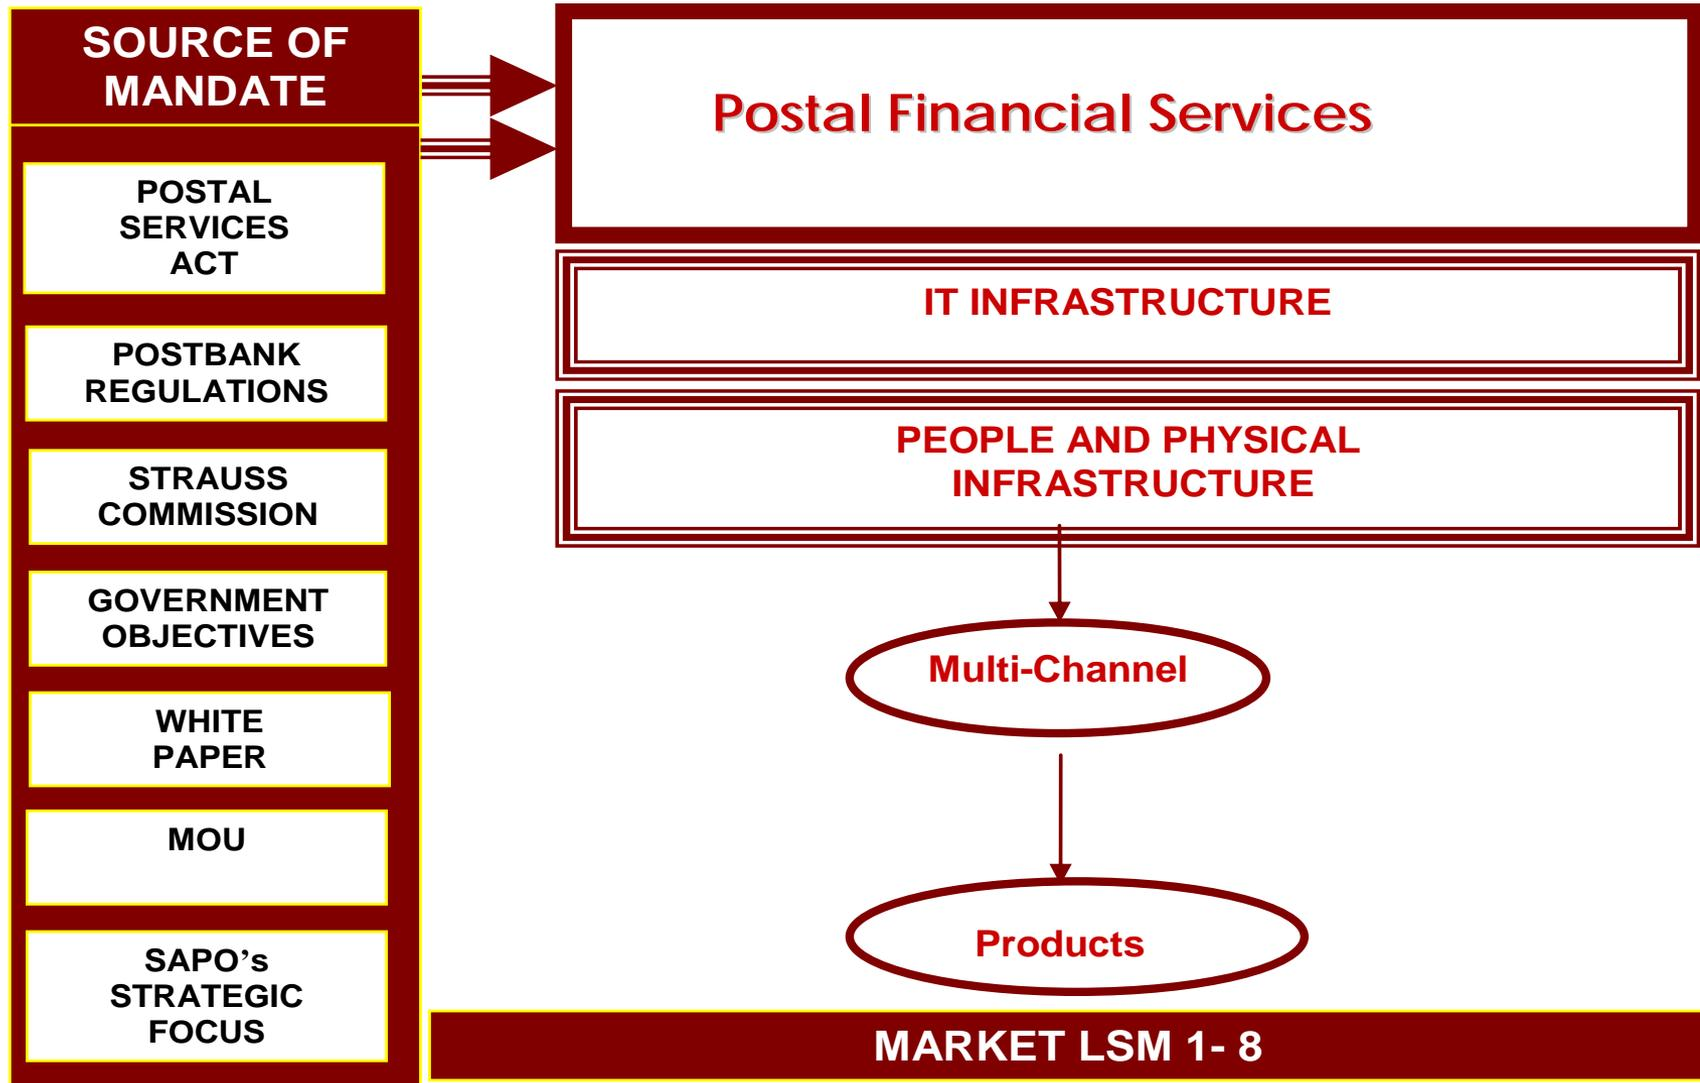 SOURCE OF
MANDATE
POSTAL
SERVICES
ACT
POSTBANK
REGULATIONS
STRAUSS
COMMISSION
GOVERNMENT
OBJECTIVES
WHITE
PAPER
MOU
SAPO’s
STRATEGIC
FOCUS
Postal Financial Services
IT INFRASTRUCTURE
PEOPLE AND PHYSICAL
INFRASTRUCTURE
Multi-Channel
Products
MARKET LSM 1- 8